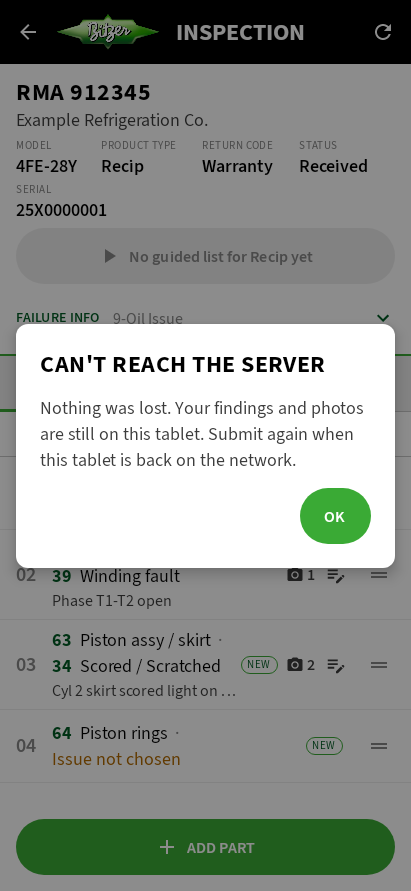 Bitzer
INSPECTION
RMA 912345
Example Refrigeration Co.
MODEL PRODUCT TYPE RETURN CODE STATUS
4FE-28Y Recip Warranty Received
SERIAL
25X0000001
No guided list for Recip yet
FAILURE INFO 9-Oil Issue
CAN'T REACH THE SERVER
Nothing was lost. Your findings and photos
are still on this tablet. Submit again when
this tablet is back on the network.
OK
02 39 Winding fault 1
Phase T1-T2 open
63 Piston assy / skirt ·
03 34 Scored / Scratched NEW 2
Cyl 2 skirt scored light on …
64 Piston rings ·
04 NEW
Issue not chosen
ADD PART